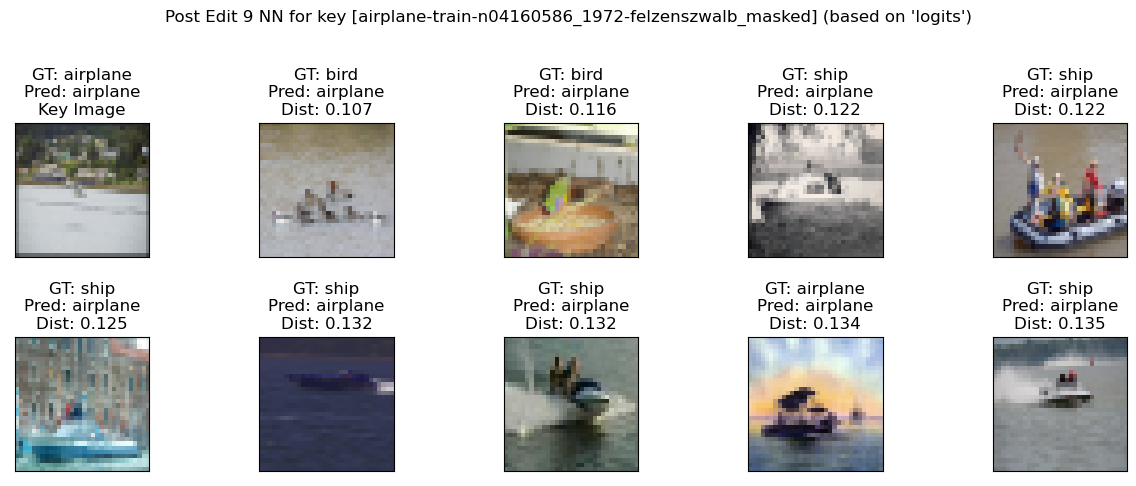 Post Edit 9 NN for key [airplane-train-n04160586_1972-felzenszwalb_masked] (based on 'logits')
GT: airplane
Pred: airplane
Key Image
GT: bird
Pred: airplane
Dist: 0.107
GT: bird
Pred: airplane
Dist: 0.116
GT: ship
Pred: airplane
Dist: 0.122
GT: ship
Pred: airplane
Dist: 0.122
GT: ship
Pred: airplane
Dist: 0.125
GT: ship
Pred: airplane
Dist: 0.132
GT: ship
Pred: airplane
Dist: 0.132
GT: airplane
Pred: airplane
Dist: 0.134
GT: ship
Pred: airplane
Dist: 0.135